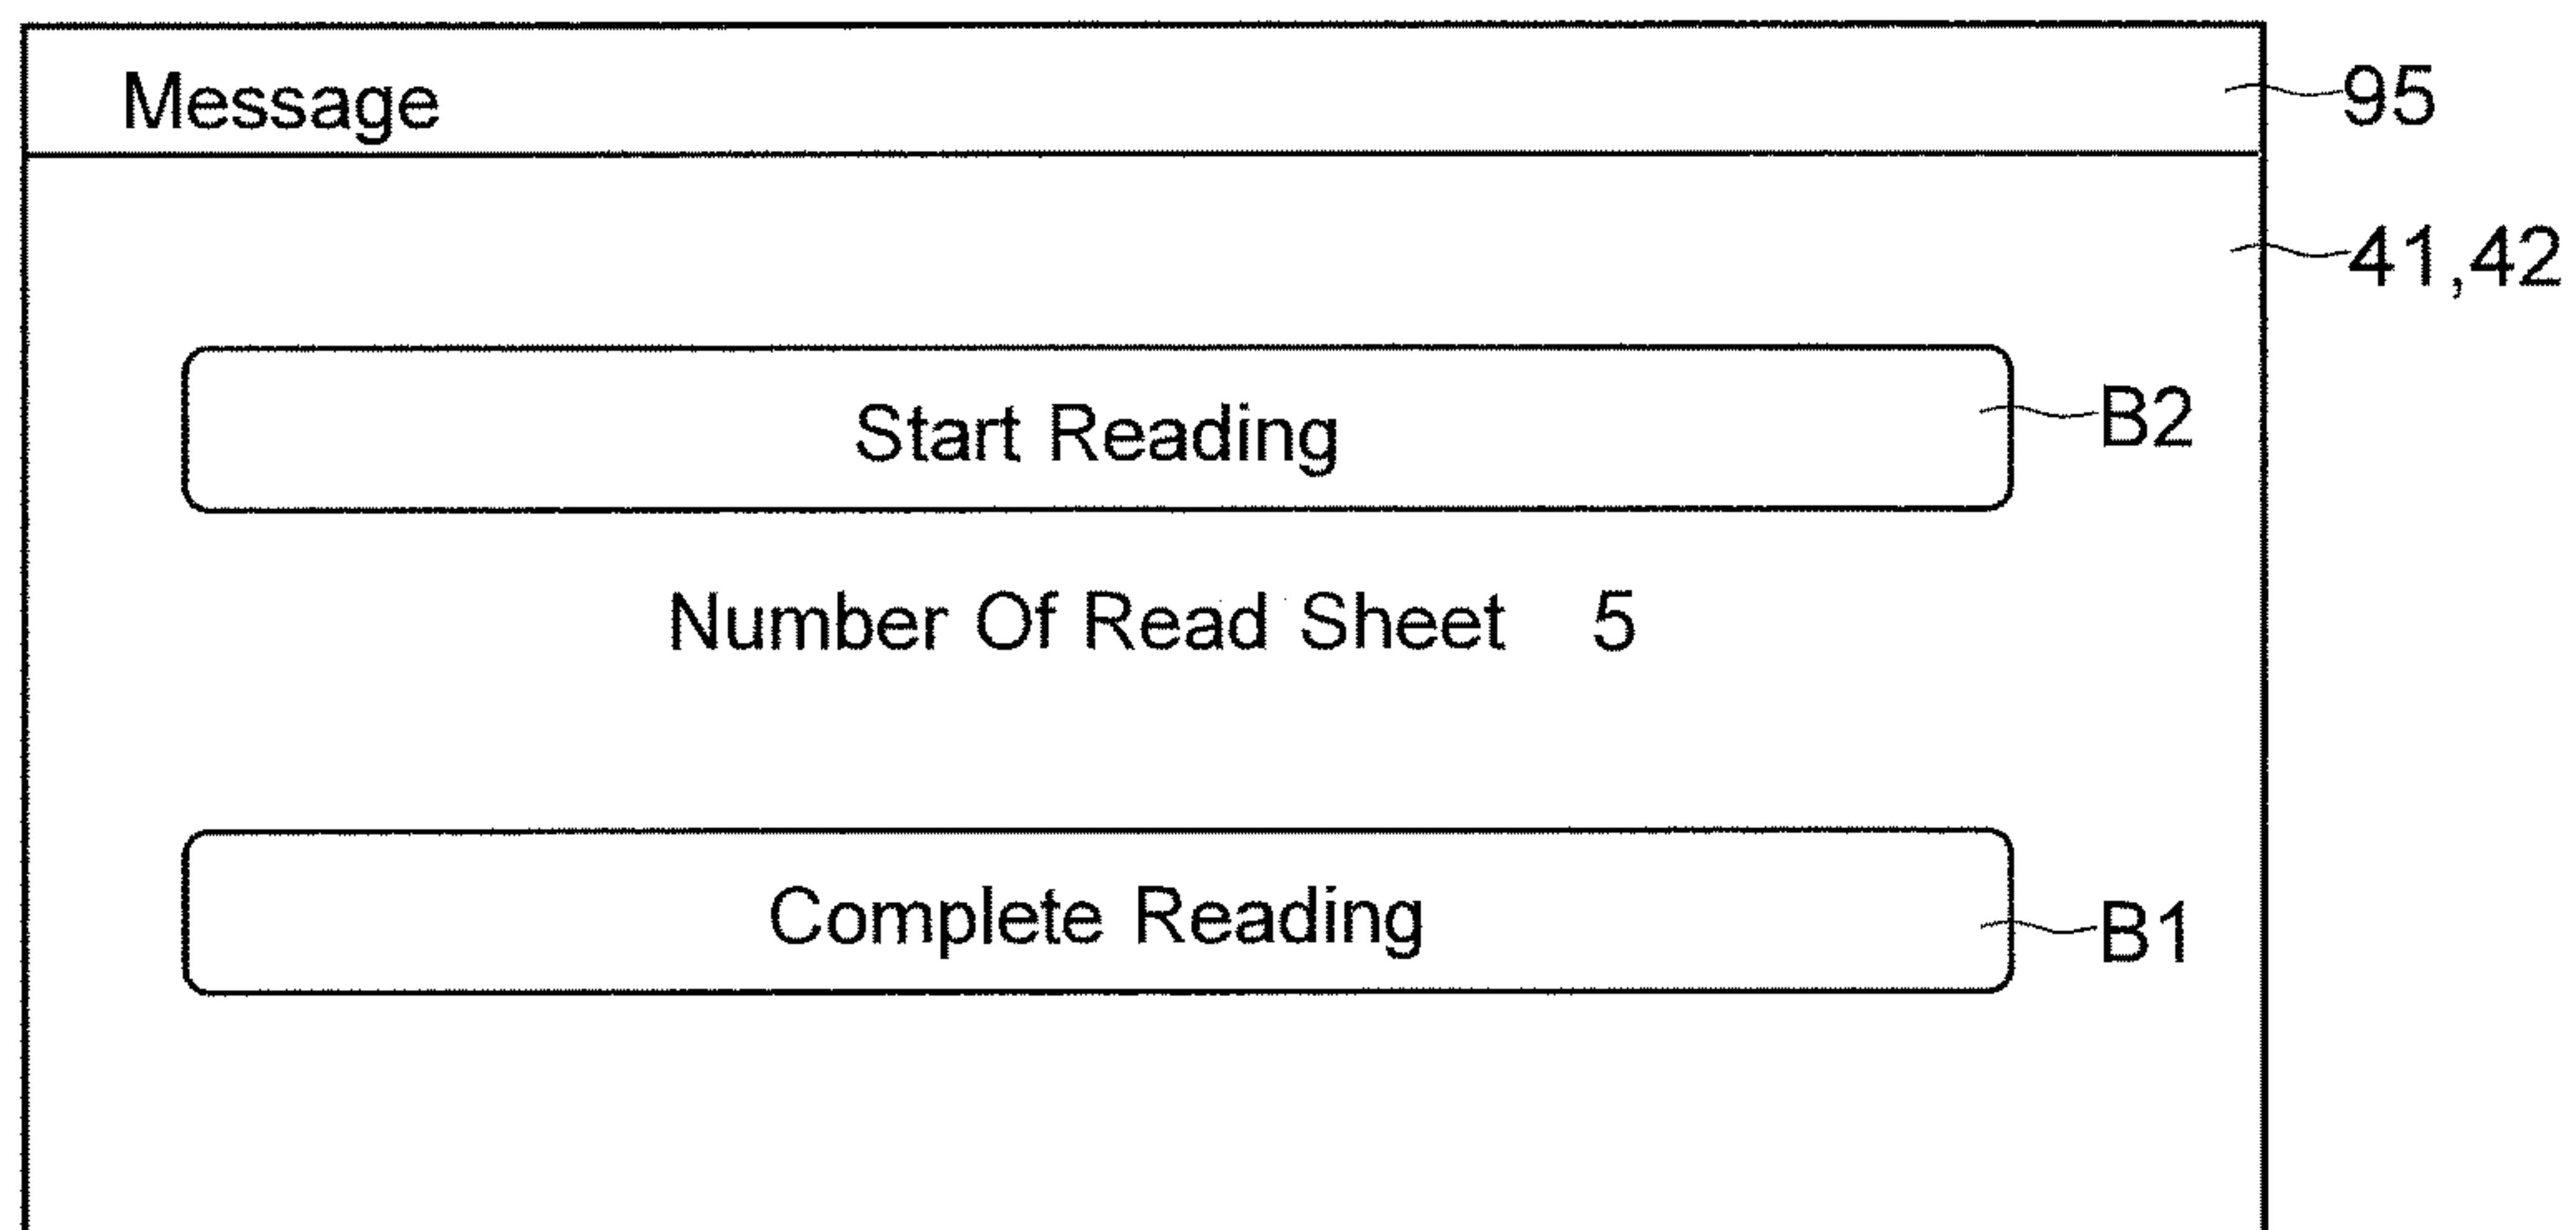 Message
95
41,42
Start Reading
B2
Number Of Read Sheet 5
Complete Reading
B1